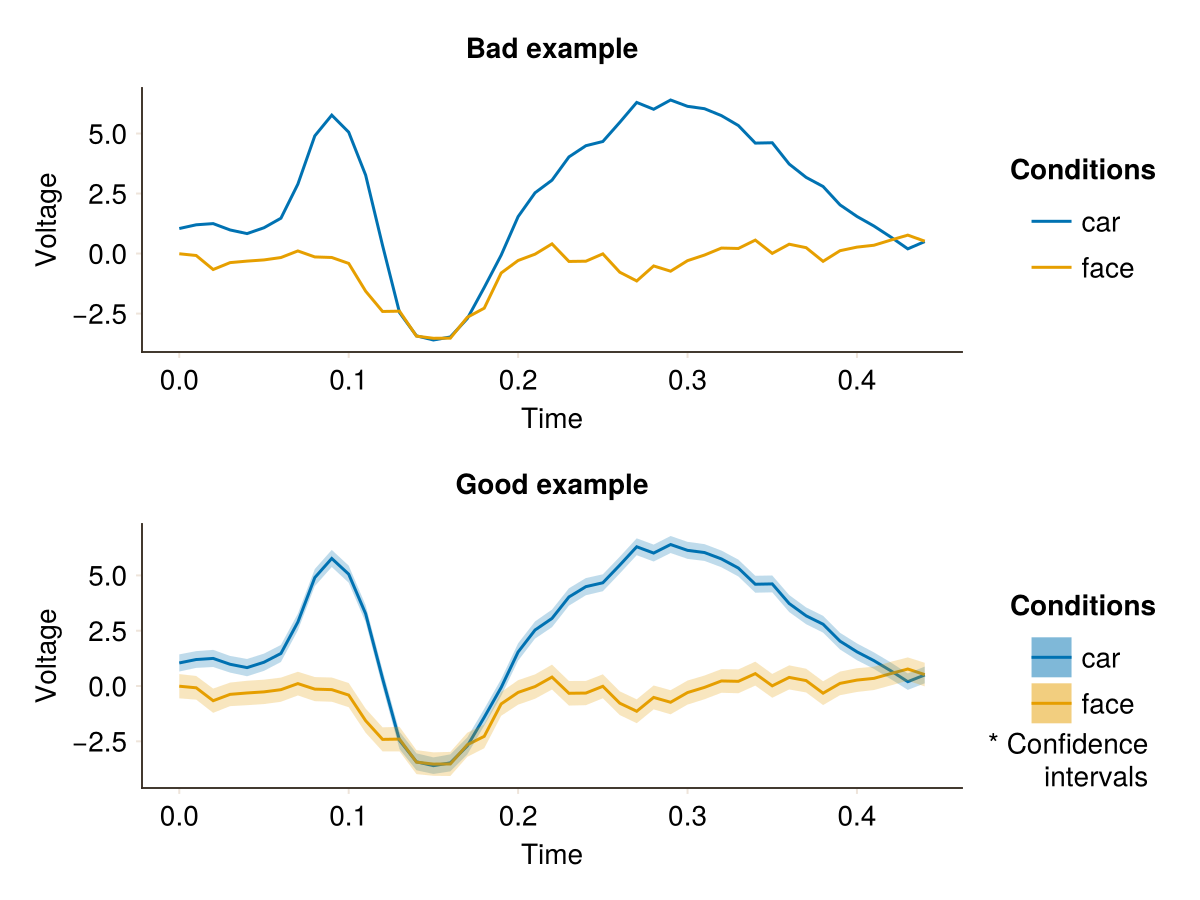 Bad example
Voltage
5.0
2.5
0.0
−2.5
0.0 0.1 0.2 0.3 0.4
Time
Conditions
car
face
Good example
Voltage
5.0
2.5
0.0
−2.5
0.0 0.1 0.2 0.3 0.4
Time
Conditions
car
face
* Confidence
intervals